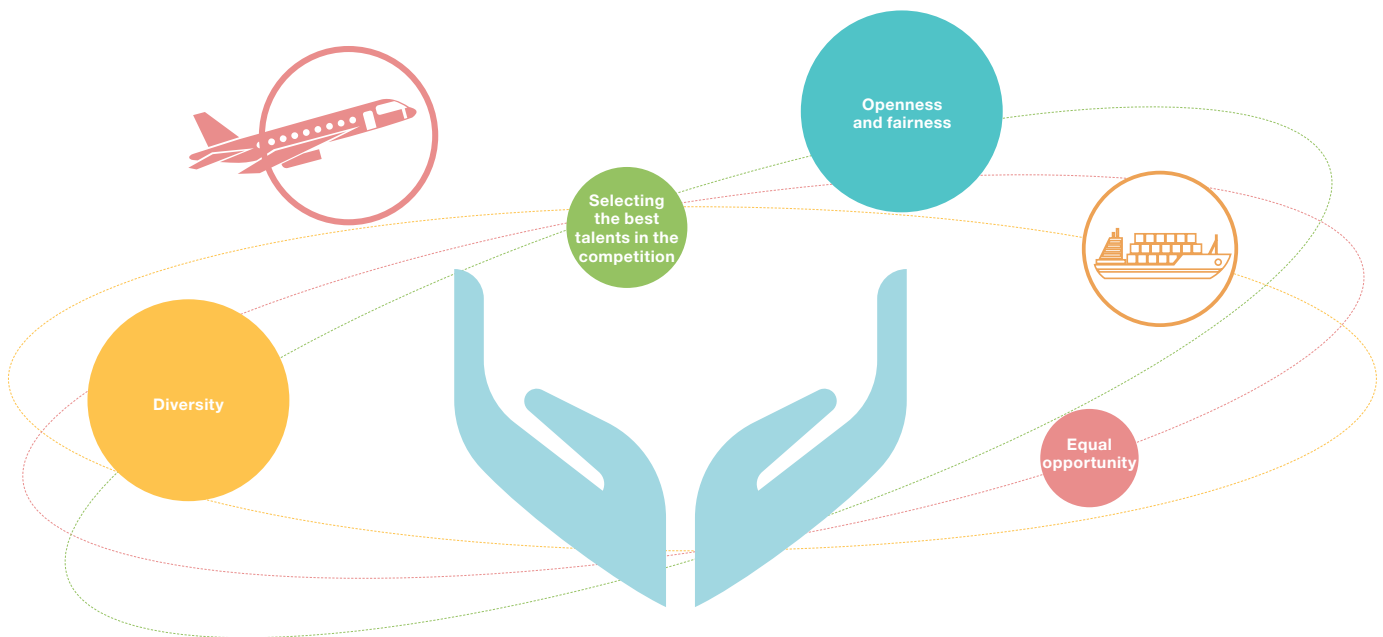 Openness
and fairness
Selecting
the best
talents in the
competition
Diversity
Equal
opportunity